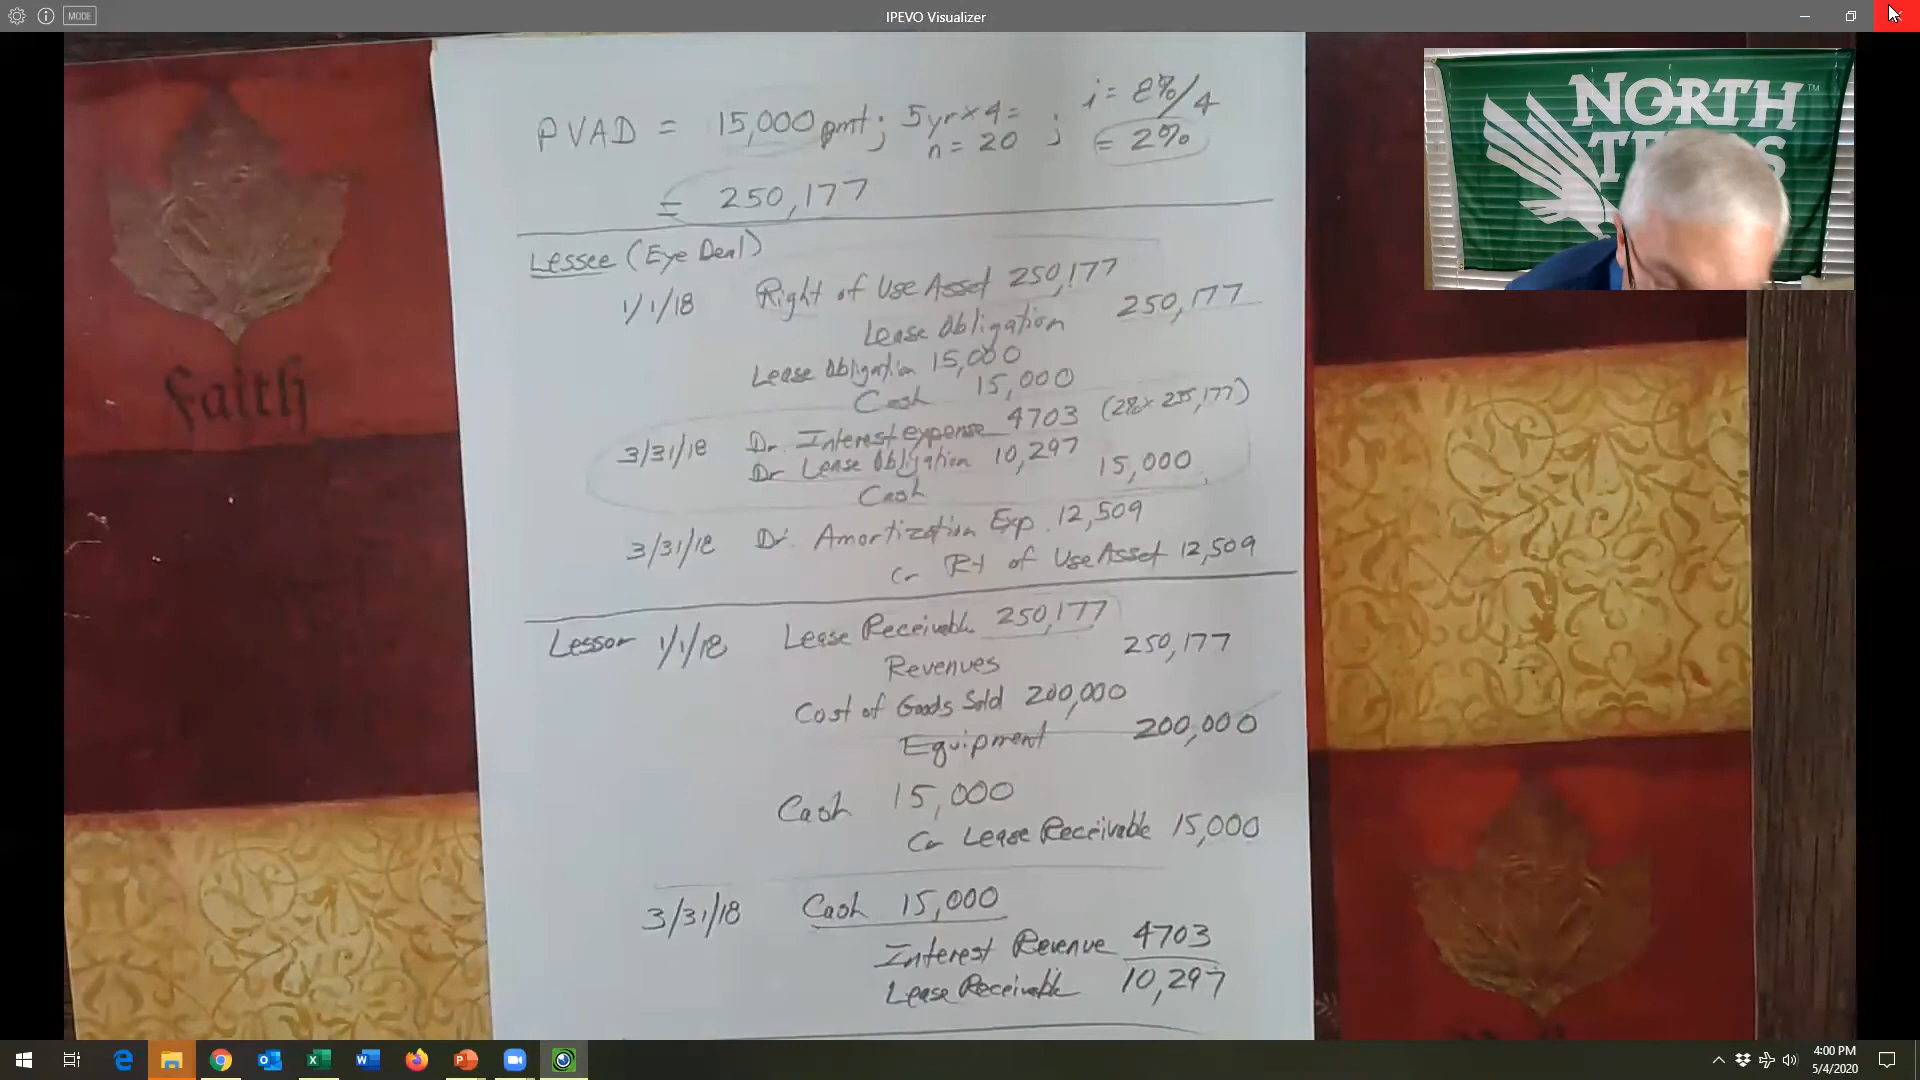 MODE
IPEVO Visualizer
NORTH
TEXAS
TM
Faith
PVAD = 15,000 pmt; 5yr×4= n=20 ; i= 8%/4 = 2%
= 250,177
Lessee (Eye Deal)
1/1/18 Right of Use Asset 250,177
Lease Obligation 250,177
Lease Obligation 15,000
Cash 15,000
3/31/18 Dr. Interest expense 4703 (2%× 235,177)
Dr Lease Obligation 10,297
Cash 15,000
3/31/18 Dr. Amortization Exp. 12,509
Cr Rt of Use Asset 12,509
Lessor 1/1/18 Lease Receivable 250,177
Revenues 250,177
Cost of Goods Sold 200,000
Equipment 200,000
Cash 15,000
Cr Lease Receivable 15,000
3/31/18 Cash 15,000
Interest Revenue 4703
Lease Receivable 10,297
4:00 PM
5/4/2020